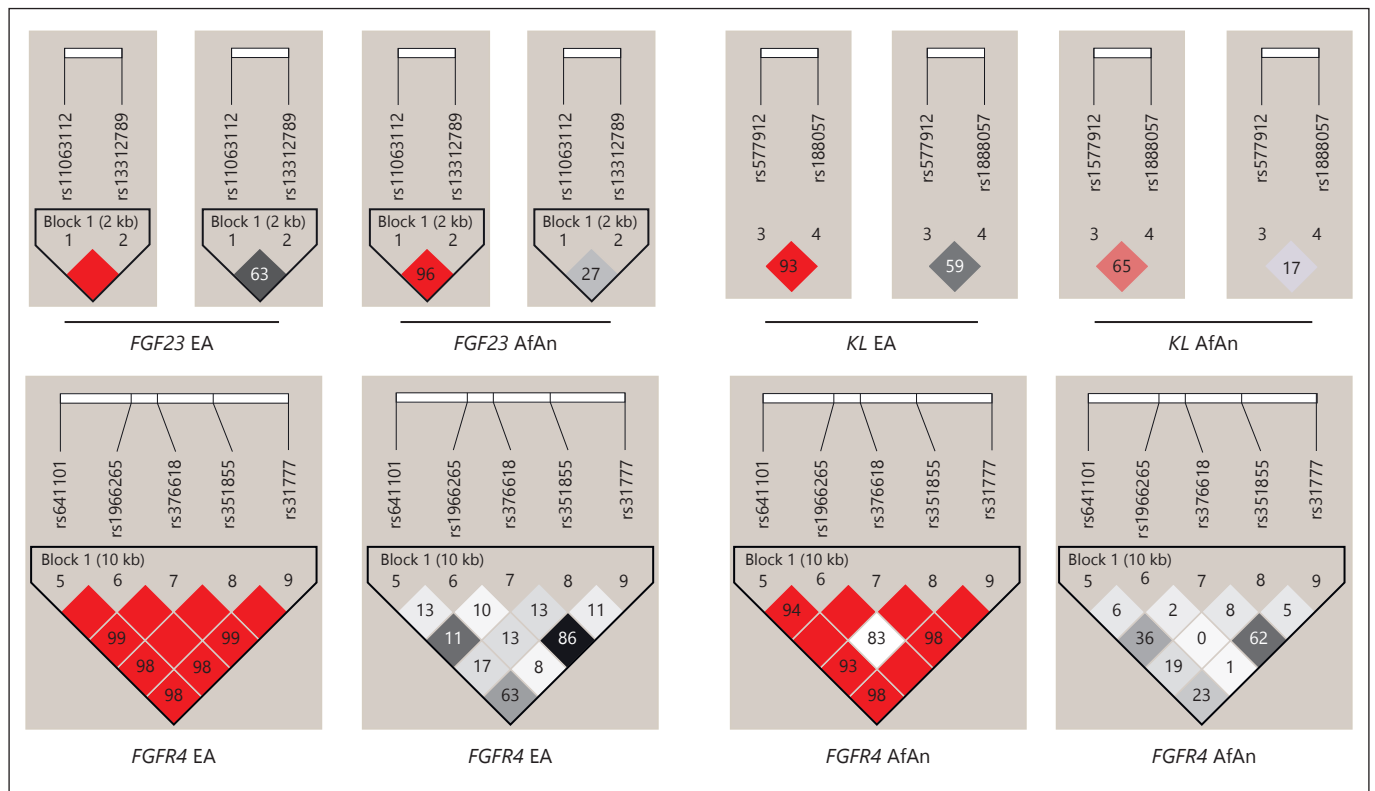 rs11063112 rs13312789 rs11063112 rs13312789 rs11063112 rs13312789 rs11063112 rs13312789 rs577912 rs188057 rs577912 rs1888057 rs1577912 rs1888057 rs577912 rs1888057
Block 1 (2 kb) Block 1 (2 kb) Block 1 (2 kb) Block 1 (2 kb)
1 2 1 2 1 2 1 2 3 4 3 4 3 4 3 4
63 96 27 93 59 65 17
FGF23 EA FGF23 AfAn KL EA KL AfAn
rs641101 rs1966265 rs376618 rs351855 rs31777 rs641101 rs1966265 rs376618 rs351855 rs31777 rs641101 rs1966265 rs376618 rs351855 rs31777 rs641101 rs1966265 rs376618 rs351855 rs31777
Block 1 (10 kb) Block 1 (10 kb) Block 1 (10 kb) Block 1 (10 kb)
5 6 7 8 9 5 6 7 8 9 5 6 7 8 9 5 6 7 8 9
13 10 13 11 94 6 2 8 5
99 99 11 13 86 83 98 36 0 62
98 98 17 8 93 19 1
98 63 98 23
FGFR4 EA FGFR4 EA FGFR4 AfAn FGFR4 AfAn